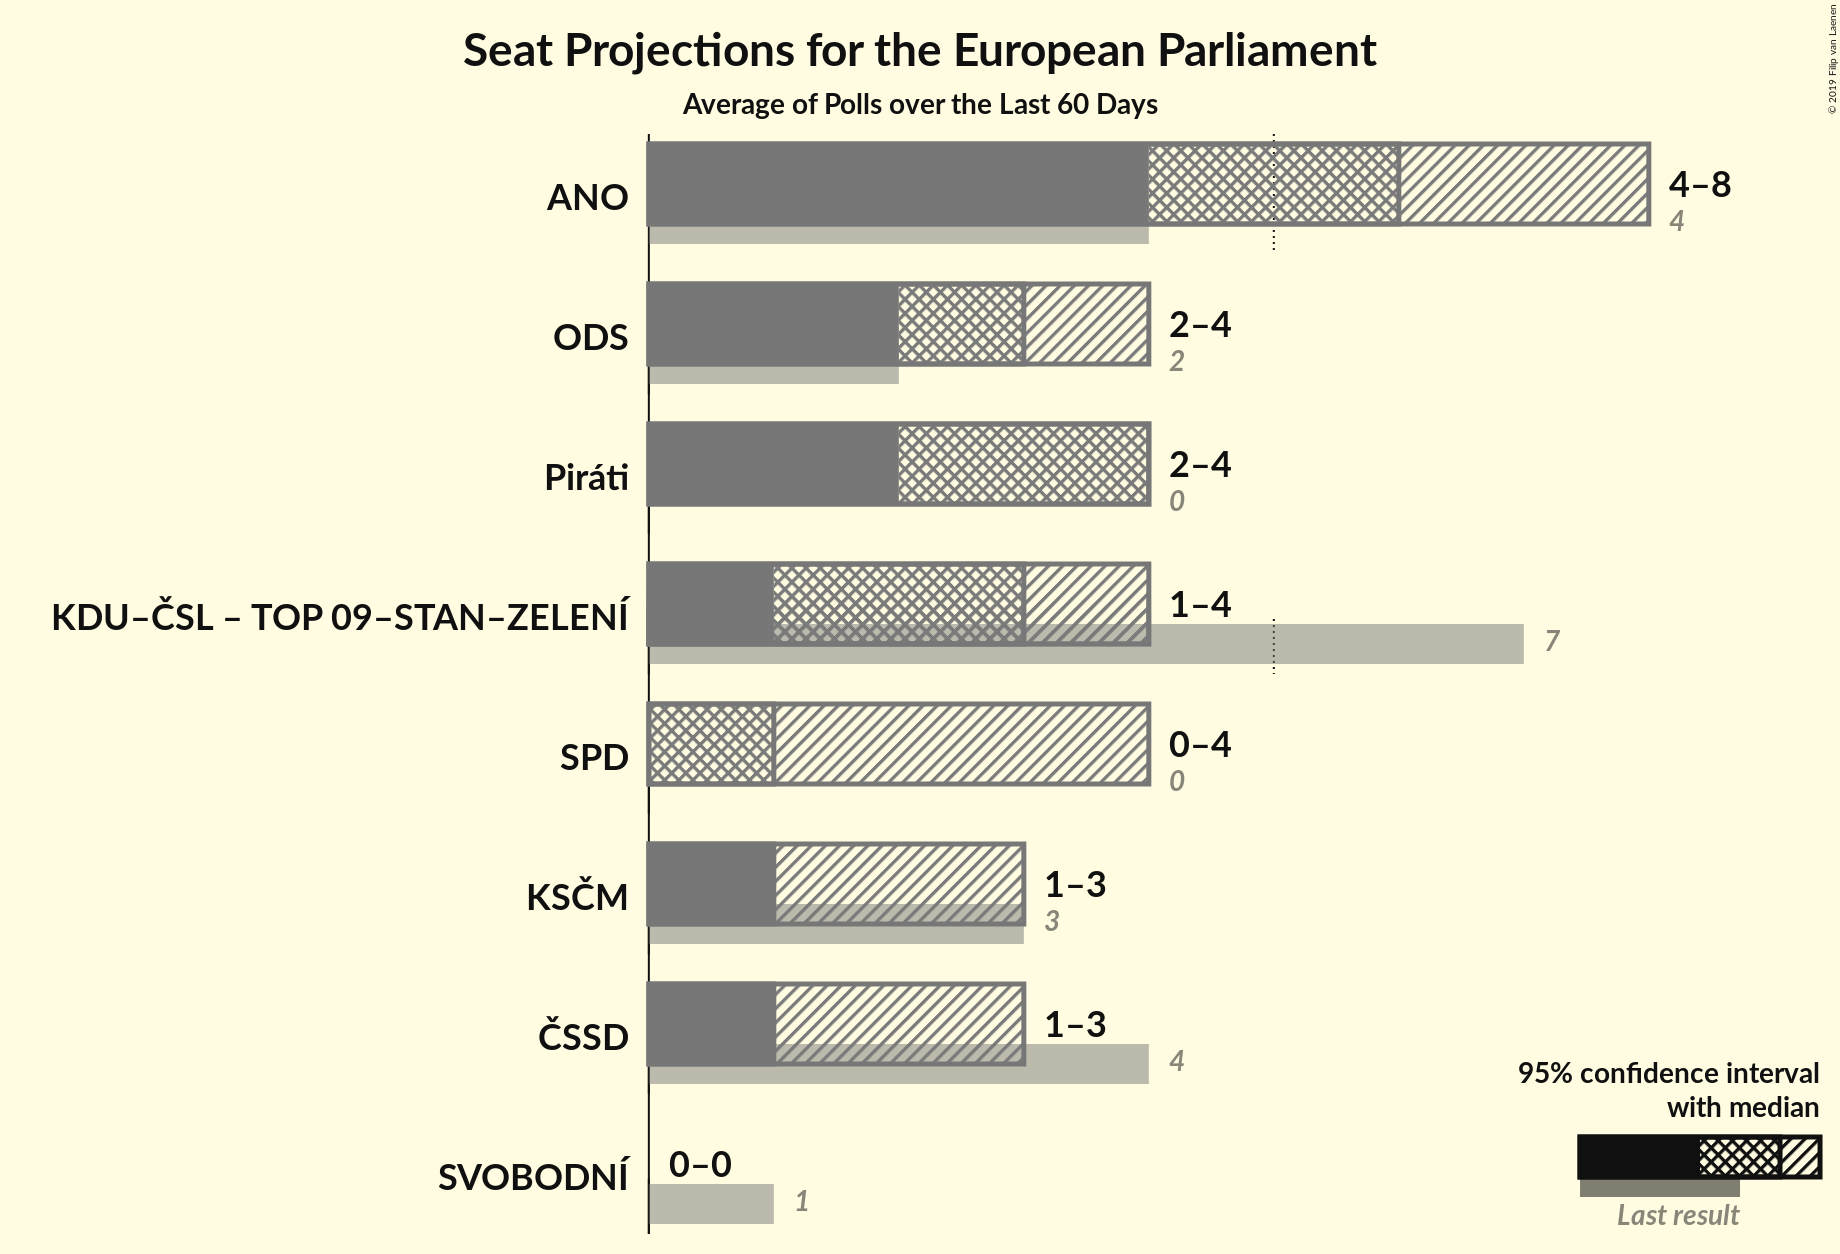 Seat Projections for the European Parliament
Average of Polls over the Last 60 Days
© 2019 Filip van Laenen
ANO
4–8
4
ODS
2–4
2
Piráti
2–4
0
KDU–ČSL – TOP 09–STAN–ZELENÍ
1–4
7
SPD
0–4
0
KSČM
1–3
3
ČSSD
1–3
4
SVOBODNÍ
0–0
1
95% confidence interval
with median
Last result